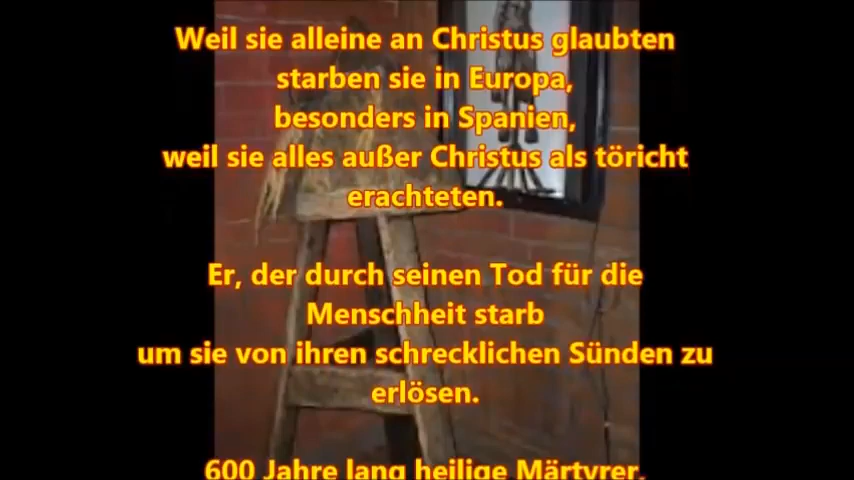 Weil sie alleine an Christus glaubten
starben sie in Europa,
besonders in Spanien,
weil sie alles außer Christus als töricht
erachteten.
Er, der durch seinen Tod für die
Menschheit starb
um sie von ihren schrecklichen Sünden zu
erlösen.
600 Jahre lang heilige Märtyrer,